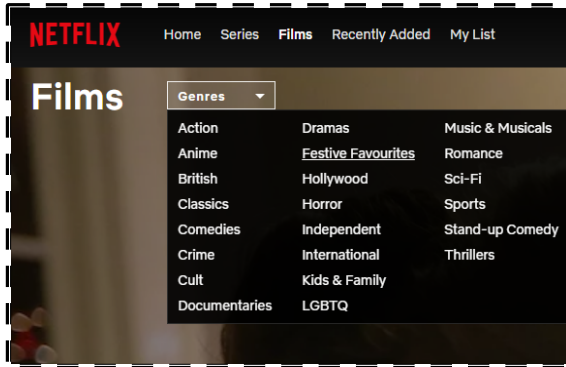 NETFLIX Home Series Films Recently Added My List
Films
Genres
Action Dramas Music & Musicals
Anime Festive Favourites Romance
British Hollywood Sci-Fi
Classics Horror Sports
Comedies Independent Stand-up Comedy
Crime International Thrillers
Cult Kids & Family
Documentaries LGBTQ